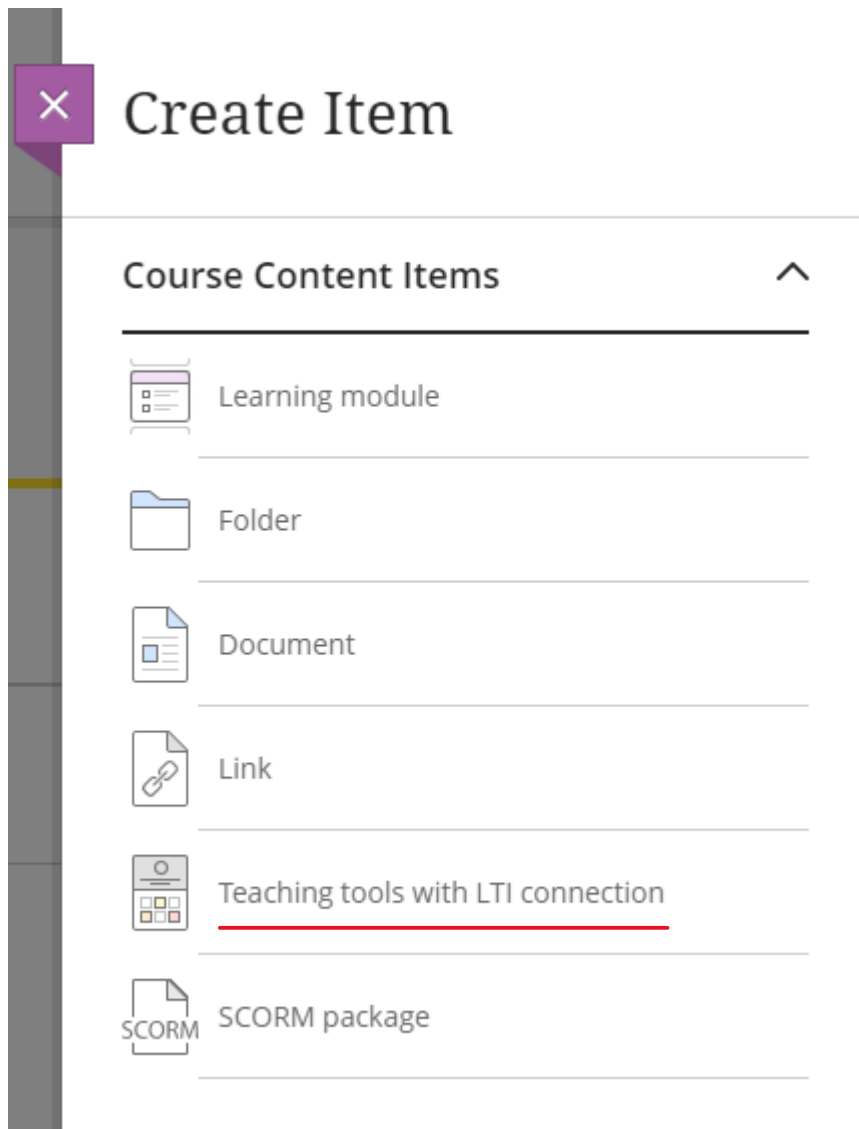 Create Item
Course Content Items
Learning module
Folder
Document
Link
Teaching tools with LTI connection
SCORM
SCORM package